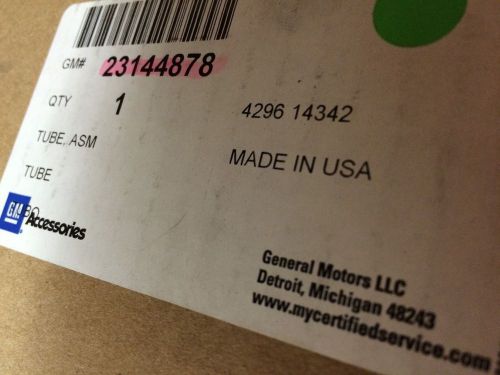 GM# 23144878
QTY 1
4296 14342
TUBE, ASM
MADE IN USA
TUBE
GM Accessories
General Motors LLC
Detroit, Michigan 48243
www.mycertifiedservice.com